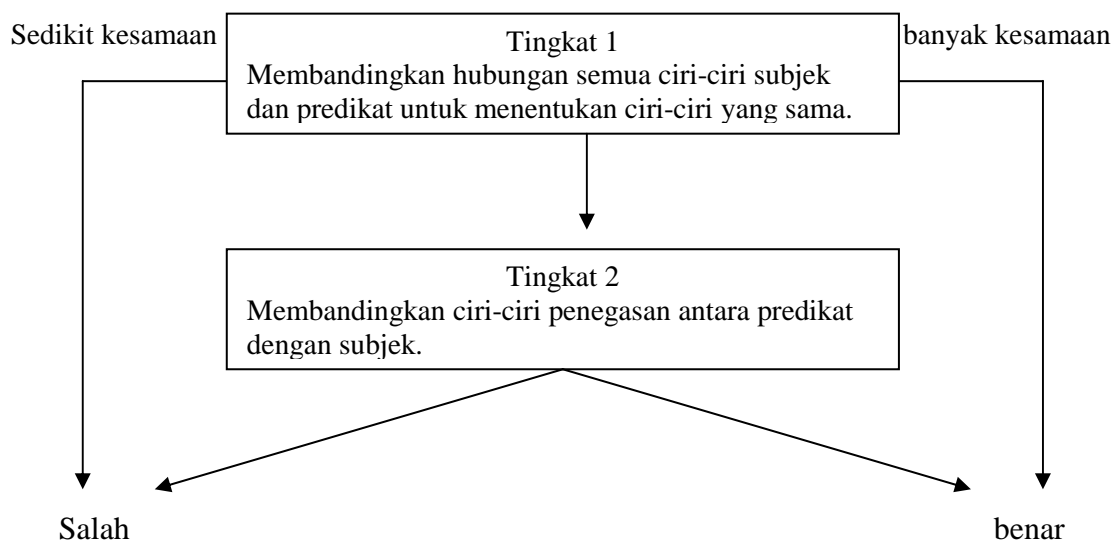 Sedikit kesamaan
Tingkat 1
banyak kesamaan
Membandingkan hubungan semua ciri-ciri subjek
dan predikat untuk menentukan ciri-ciri yang sama.
Tingkat 2
Membandingkan ciri-ciri penegasan antara predikat
dengan subjek.
Salah
benar